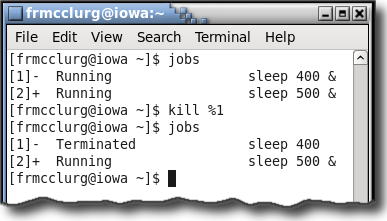 frmcclurg@iowa:~
File Edit View Search Terminal Help
[frmcclurg@iowa ~]$ jobs
[1]-  Running                 sleep 400 &
[2]+  Running                 sleep 500 &
[frmcclurg@iowa ~]$ kill %1
[frmcclurg@iowa ~]$ jobs
[1]-  Terminated              sleep 400
[2]+  Running                 sleep 500 &
[frmcclurg@iowa ~]$